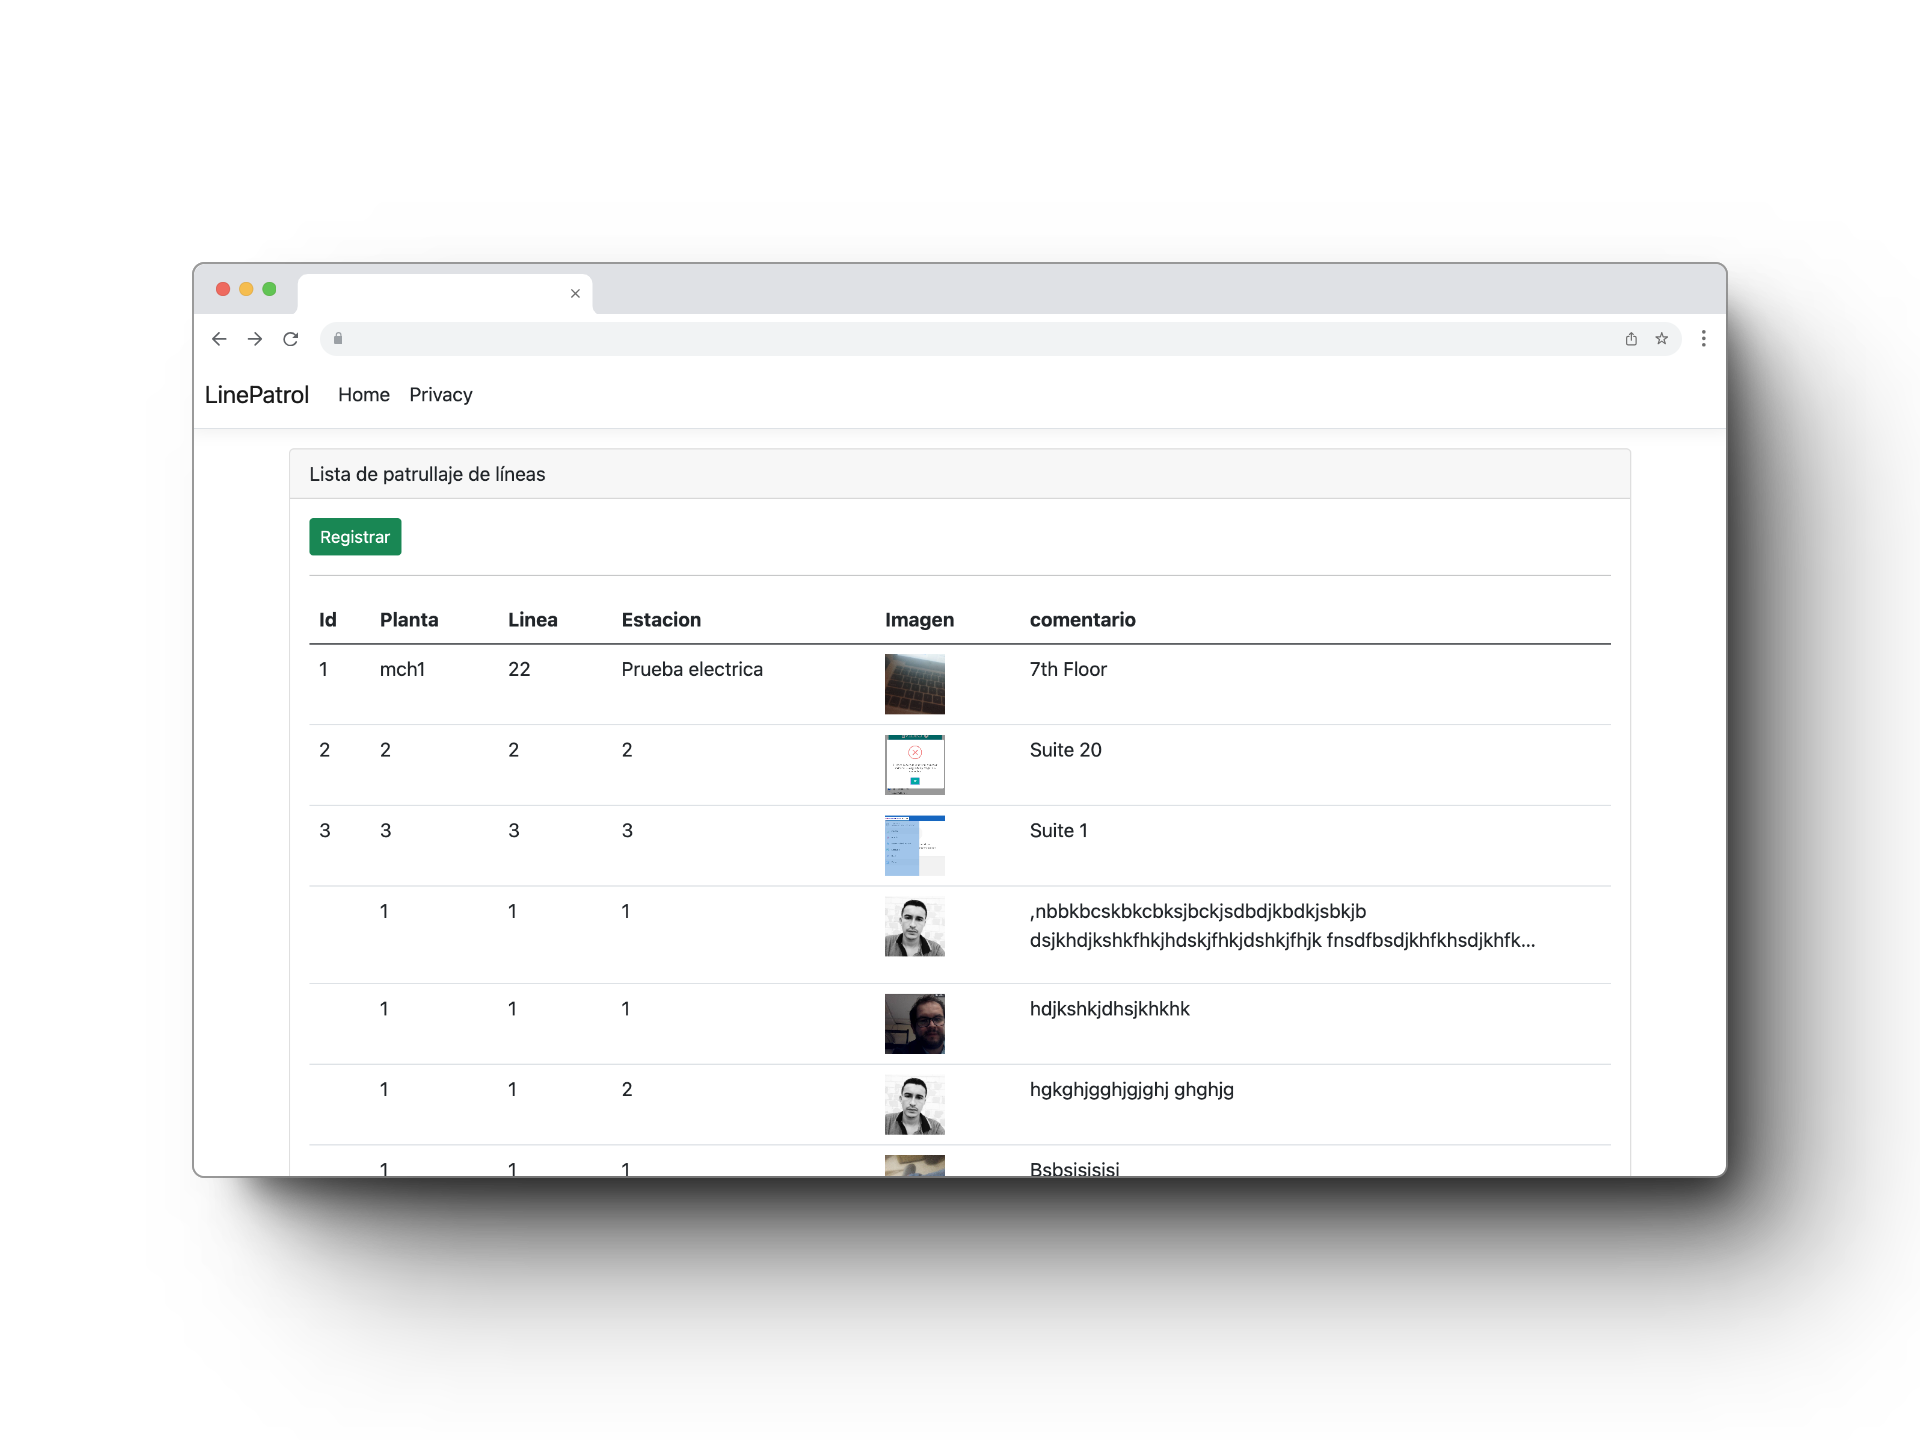 LinePatrol Home Privacy
Lista de patrullaje de líneas
Registrar
Id Planta Linea Estacion Imagen comentario
1 mch1 22 Prueba electrica 7th Floor
2 2 2 2 Suite 20
3 3 3 3 Suite 1
1 1 1 ,nbbkbcskbkcbksjbckjsdbdjkbdkjsbkjb
dsjkhdjkshkfhkjhdskjfhkjdshkjfhjk fnsdfbsdjkhfkhsdjkhfk...
1 1 1 hdjkshkjdhsjkhkhk
1 1 2 hgkghjgghjgjghj ghghjg
1 1 1 Bsbsisisisi